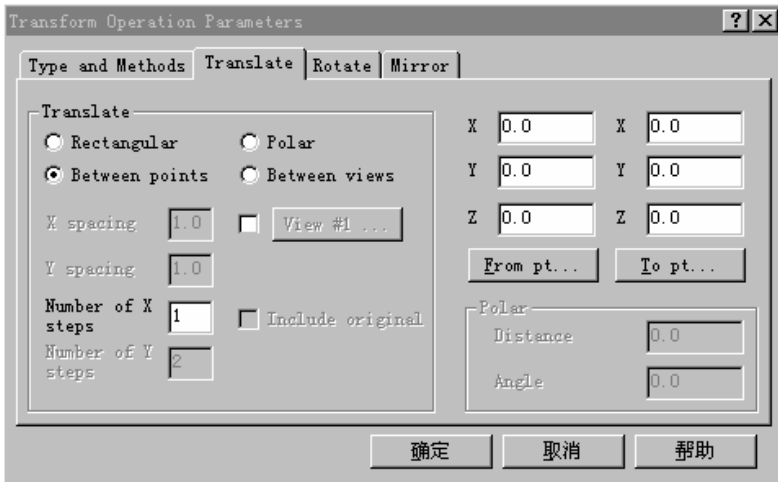 Transform Operation Parameters
Type and Methods Translate Rotate Mirror
Translate
Rectangular Polar
Between points Between views
X spacing 1.0 View #1 ...
Y spacing 1.0
Number of X
steps 1 Include original
Number of Y
steps 2
X 0.0 X 0.0
Y 0.0 Y 0.0
Z 0.0 Z 0.0
From pt... To pt...
Polar
Distance 0.0
Angle 0.0
确定 取消 帮助